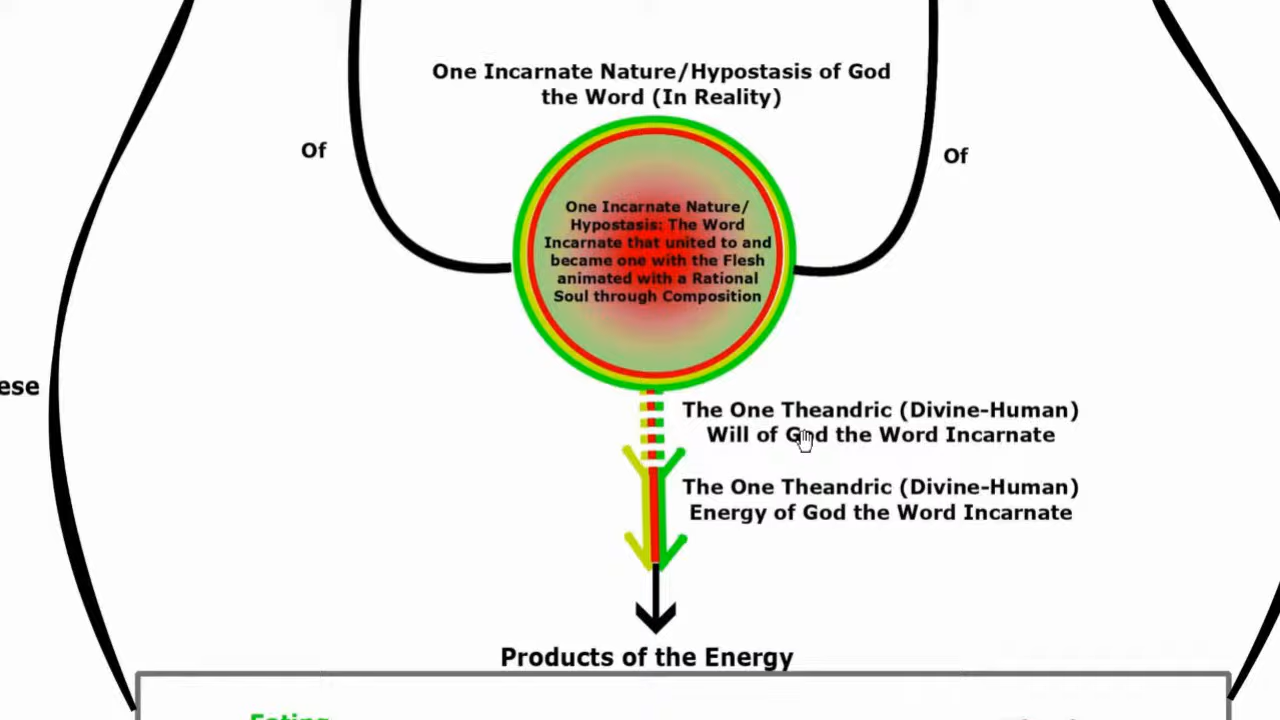 One Incarnate Nature/Hypostasis of God
the Word (In Reality)
Of
Of
One Incarnate Nature/
Hypostasis: The Word
Incarnate that united to and
became one with the Flesh
animated with a Rational
Soul through Composition
ese
The One Theandric (Divine-Human)
Will of God the Word Incarnate
The One Theandric (Divine-Human)
Energy of God the Word Incarnate
Products of the Energy
Eating